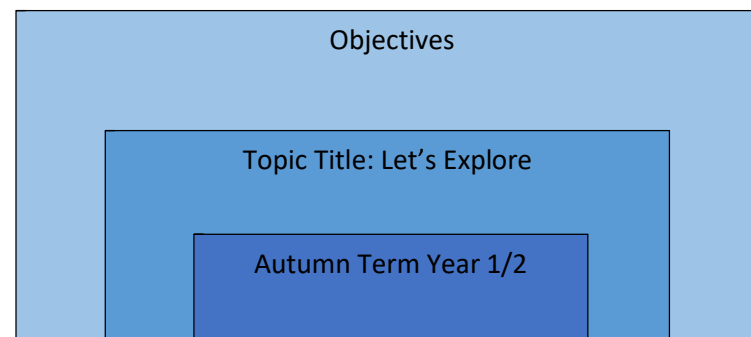 Objectives
Topic Title: Let’s Explore
Autumn Term Year 1/2